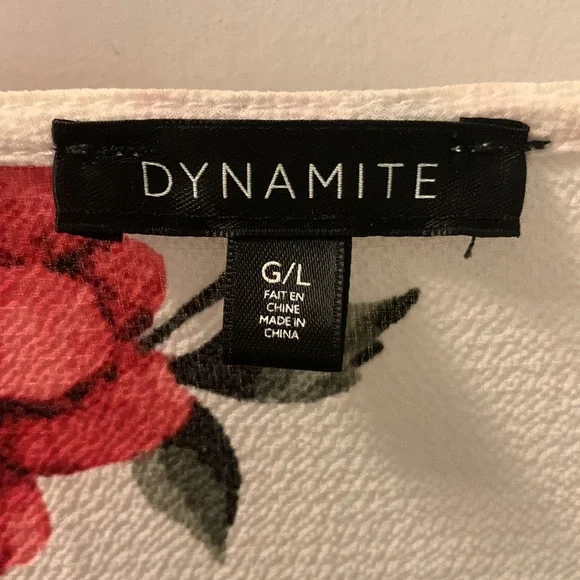 DYNAMITE
G/L
FAIT EN
CHINE
MADE IN
CHINA